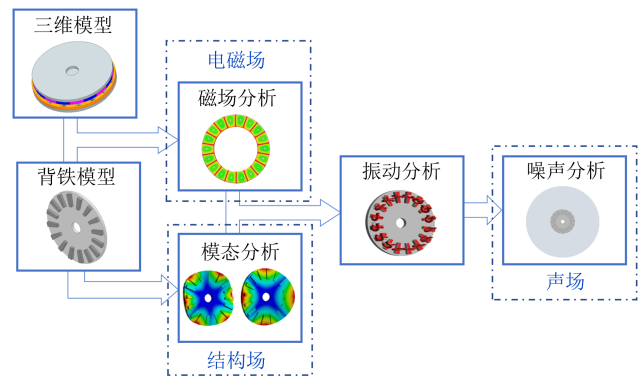 三维模型
电磁场
磁场分析
背铁模型
振动分析
噪声分析
模态分析
声场
结构场